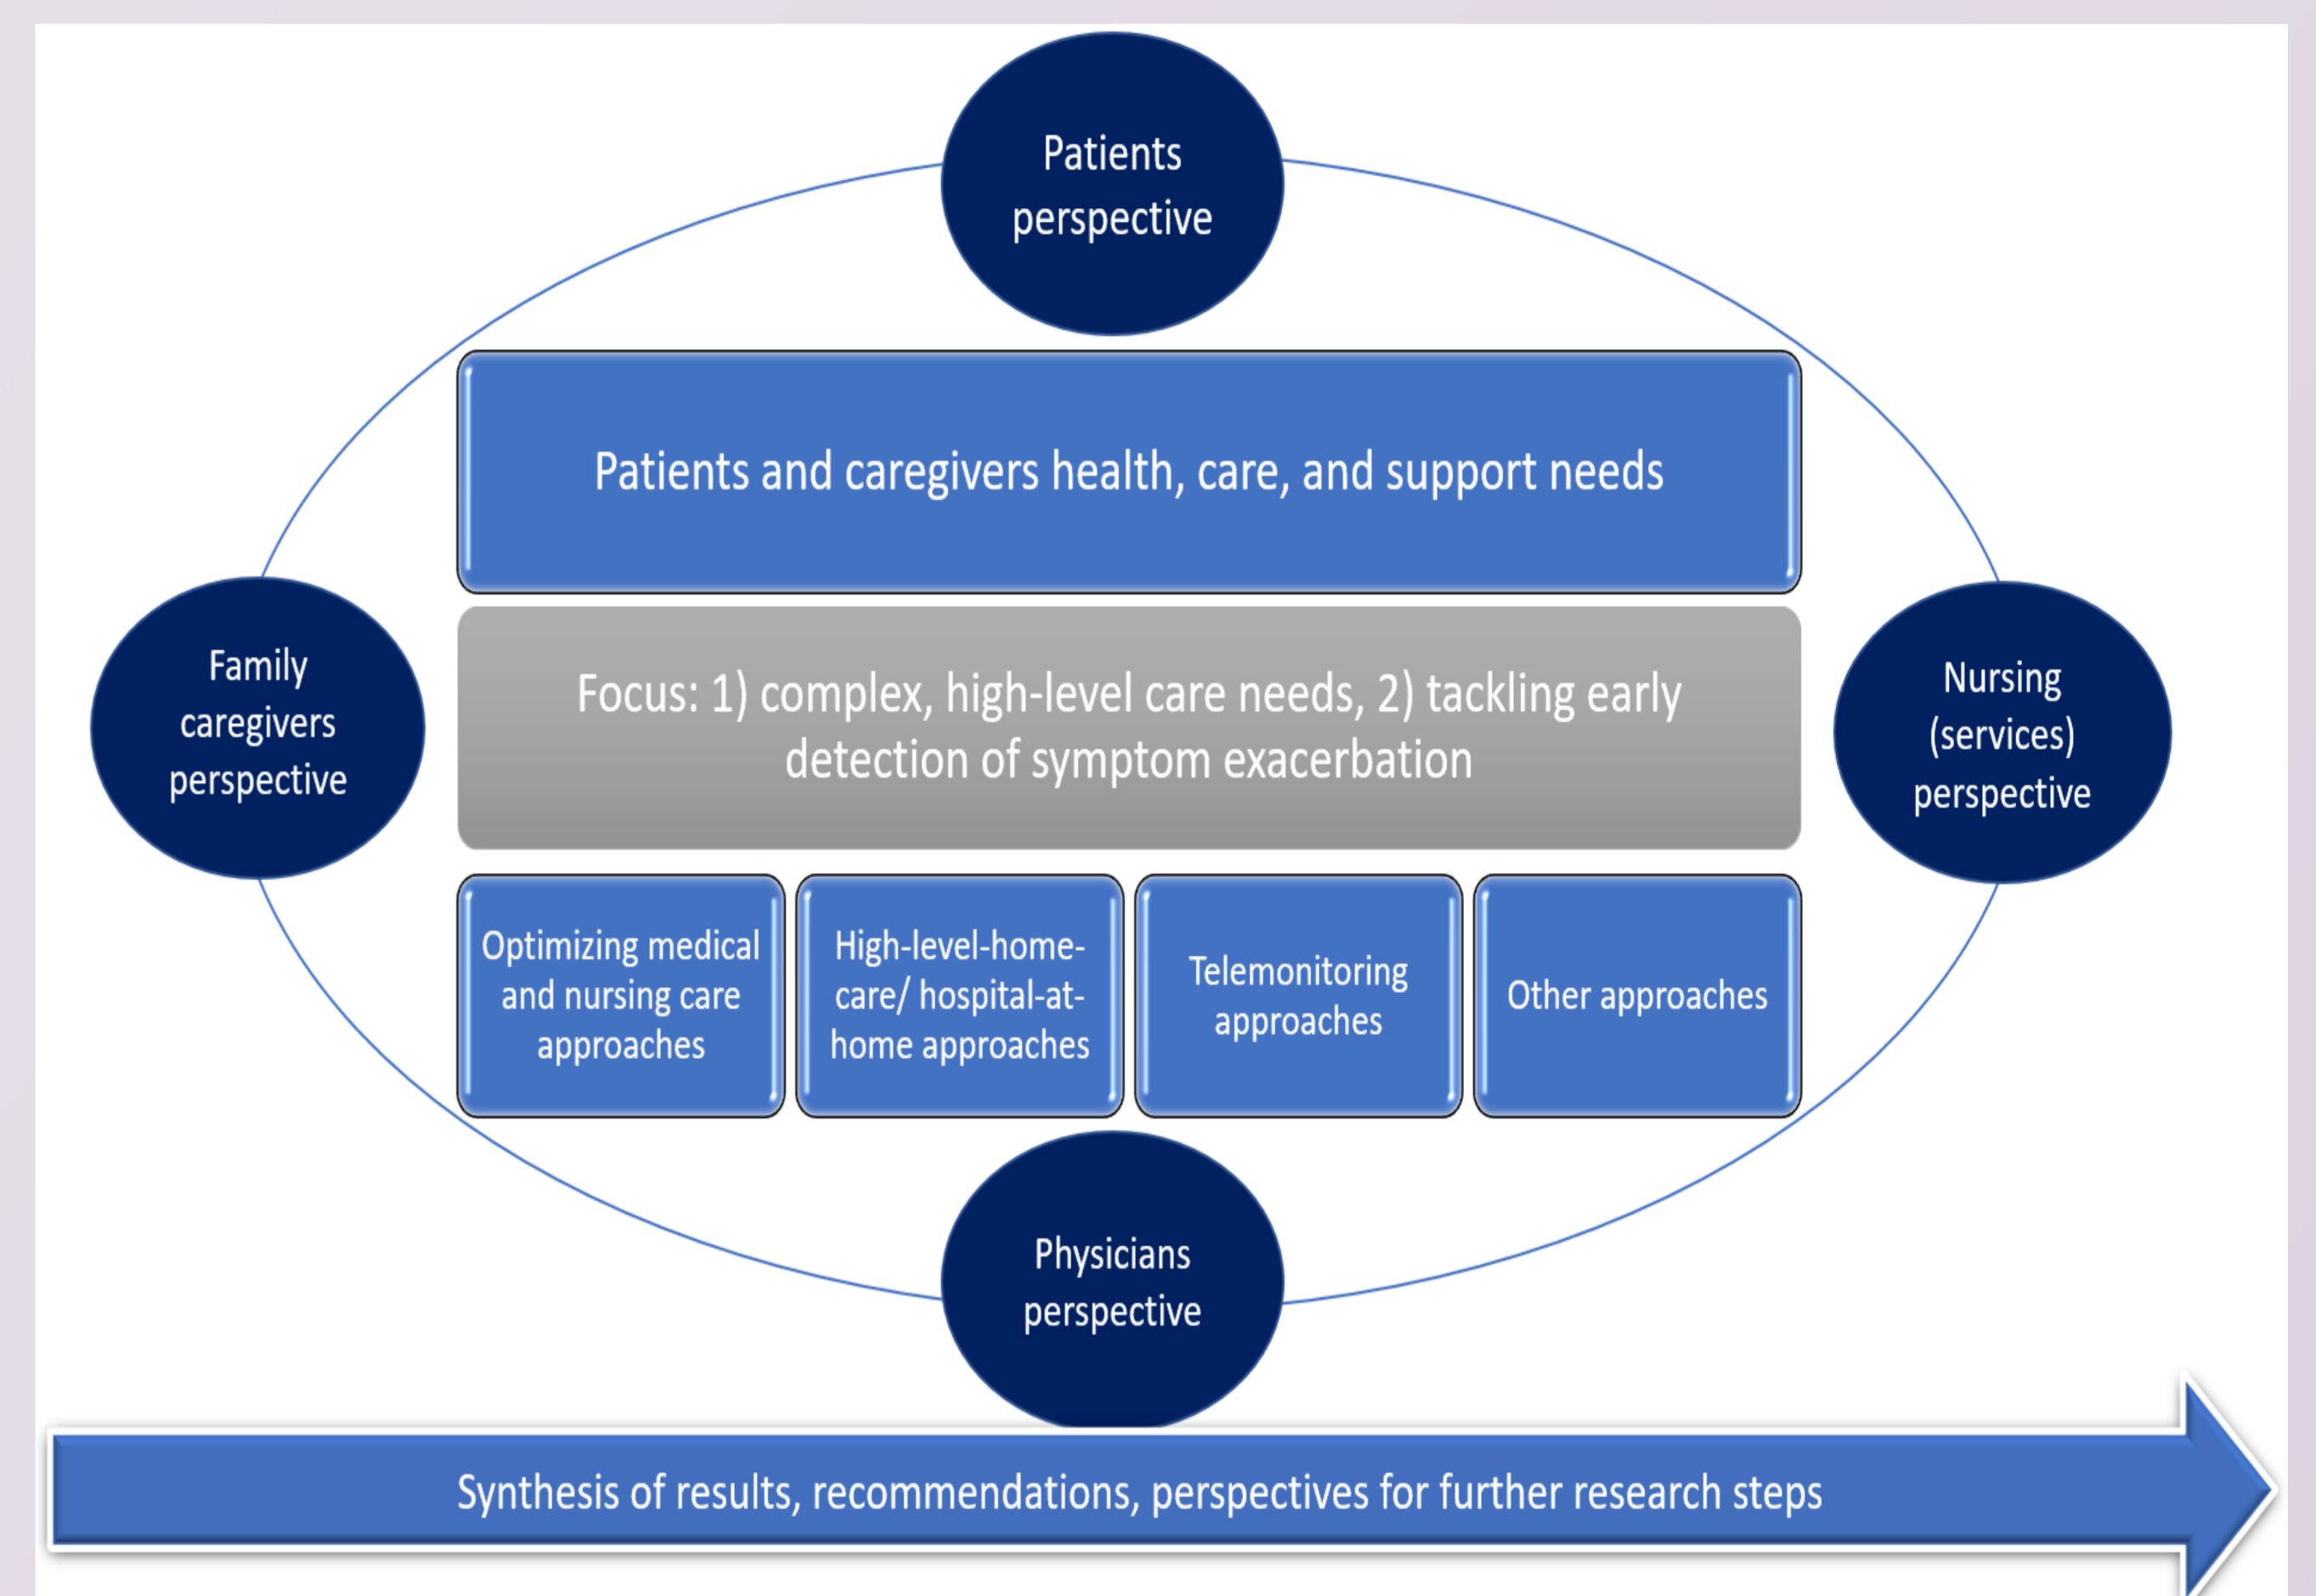 Patients
perspective
Patients and caregivers health, care, and support needs
Family
caregivers
perspective
Focus: 1) complex, high-level care needs, 2) tackling early
detection of symptom exacerbation
Nursing
(services)
perspective
Optimizing medical
and nursing care
approaches
High-level-home-
care/ hospital-at-
home approaches
Telemonitoring
approaches
Other approaches
Physicians
perspective
Synthesis of results, recommendations, perspectives for further research steps